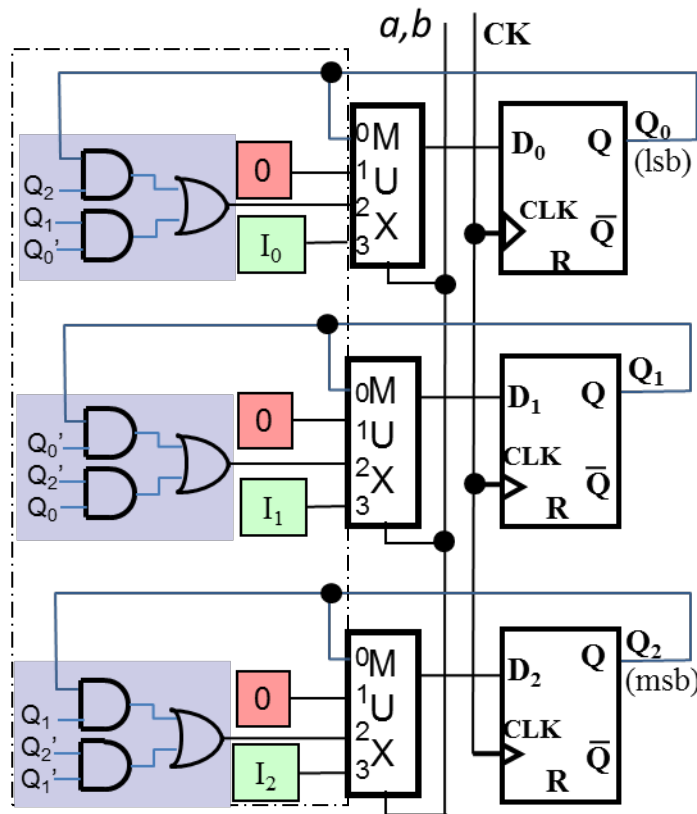 a,b CK
0 M
1
U
2
X
3
0
I0
Q2
Q1
Q0'
D0 Q
CLK
Q̅
R
Q0
(lsb)
0 M
1
U
2
X
3
0
I1
Q0'
Q2'
Q0
D1 Q
CLK
Q̅
R
Q1
0 M
1
U
2
X
3
0
I2
Q1
Q2'
Q1'
D2 Q
CLK
Q̅
R
Q2
(msb)